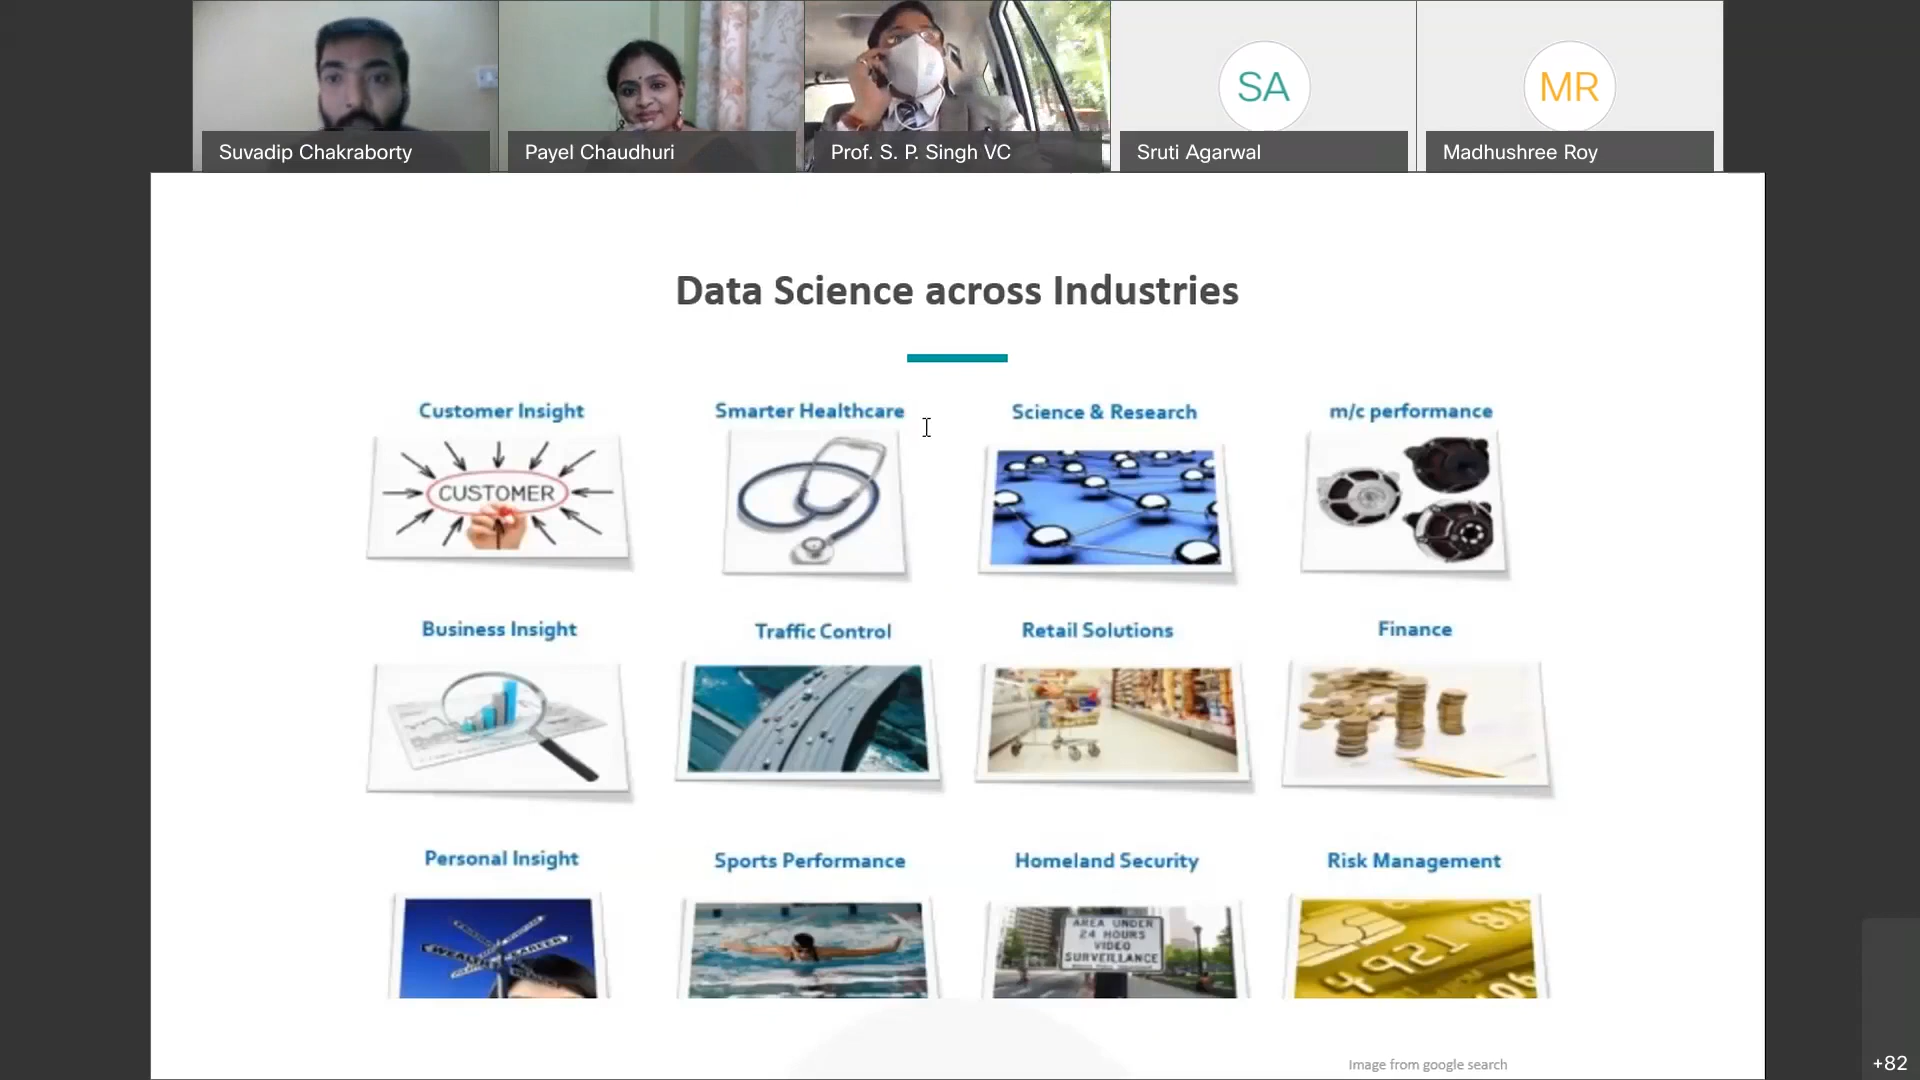 SA
MR
Suvadip Chakraborty
Payel Chaudhuri
Prof. S. P. Singh VC
Sruti Agarwal
Madhushree Roy
Data Science across Industries
Customer Insight
Smarter Healthcare
Science & Research
m/c performance
CUSTOMER
Business Insight
Traffic Control
Retail Solutions
Finance
Personal Insight
Sports Performance
Homeland Security
Risk Management
WEALTH
CAREER
AREA UNDER
24 HOURS
VIDEO
SURVEILLANCE
4921
Image from google search
+82